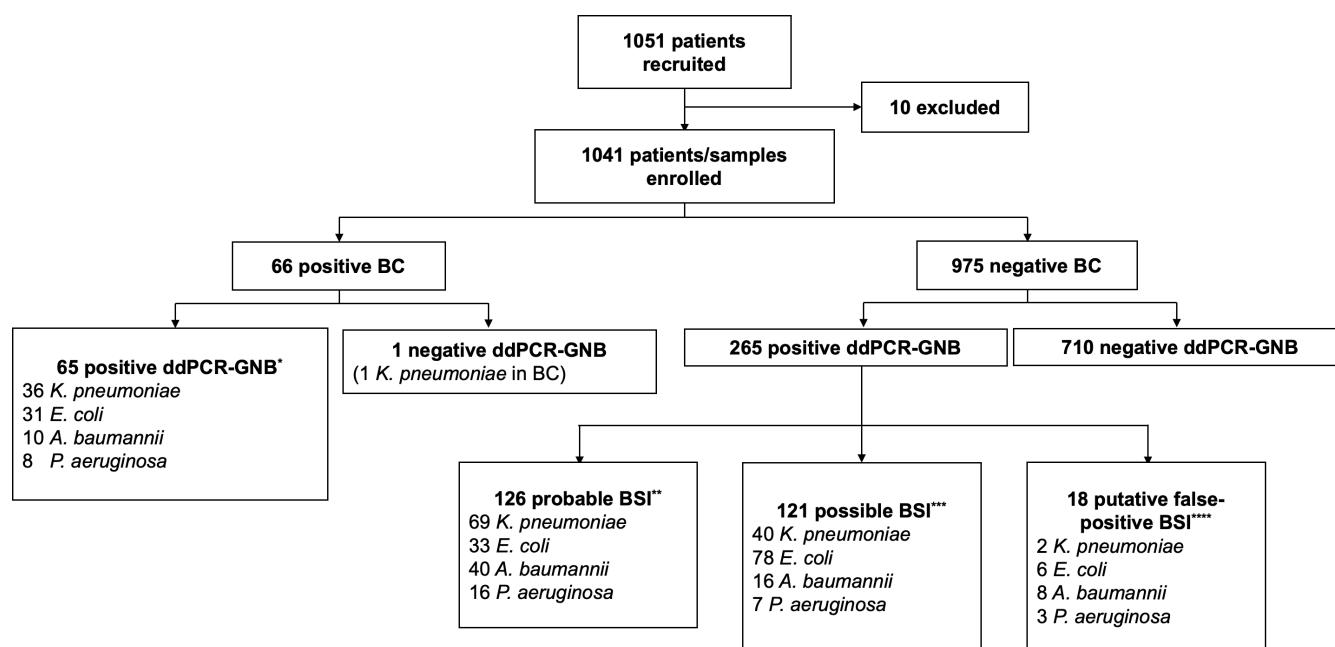 1051 patients
recruited
10 excluded
1041 patients/samples
enrolled
66 positive BC
975 negative BC
65 positive ddPCR-GNB*
36 K. pneumoniae
31 E. coli
10 A. baumannii
8 P. aeruginosa
1 negative ddPCR-GNB
(1 K. pneumoniae in BC)
265 positive ddPCR-GNB
710 negative ddPCR-GNB
126 probable BSI**
69 K. pneumoniae
33 E. coli
40 A. baumannii
16 P. aeruginosa
121 possible BSI***
40 K. pneumoniae
78 E. coli
16 A. baumannii
7 P. aeruginosa
18 putative false-
positive BSI****
2 K. pneumoniae
6 E. coli
8 A. baumannii
3 P. aeruginosa